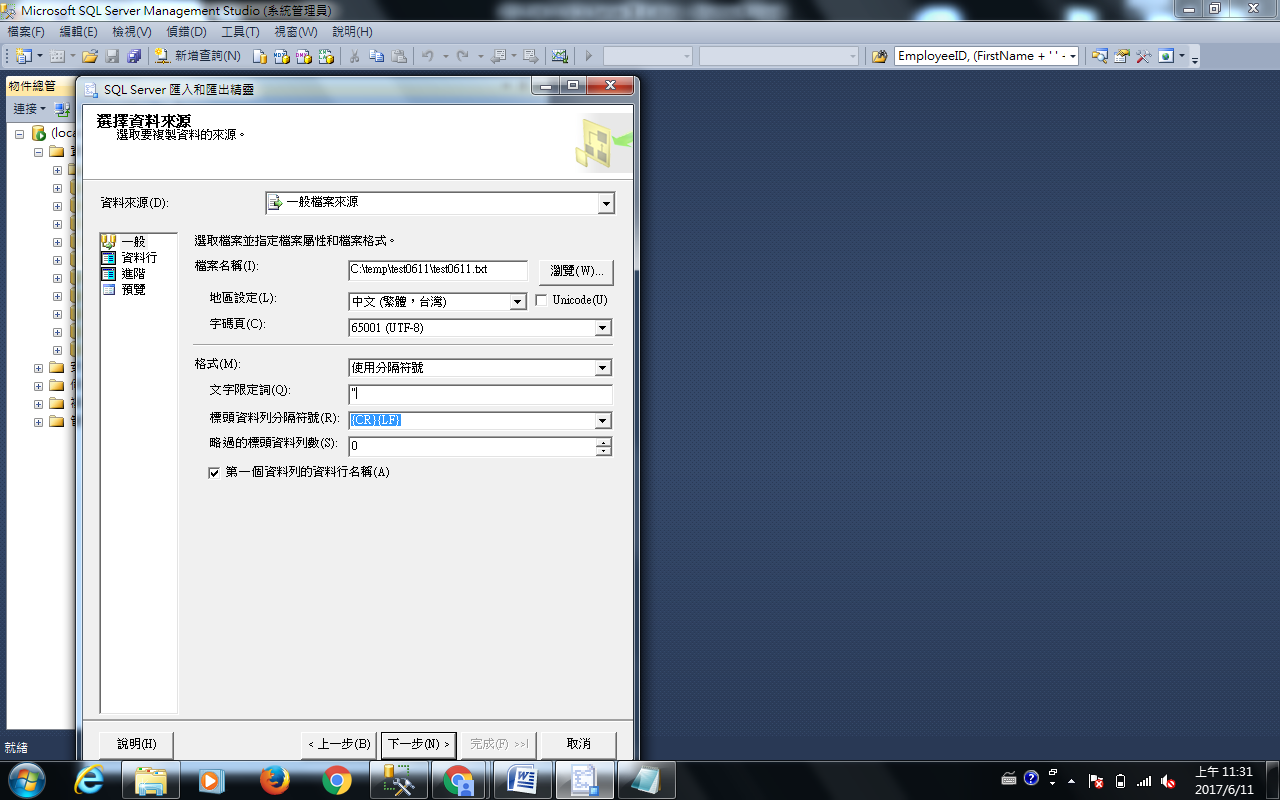 Microsoft SQL Server Management Studio (系統管理員)
檔案(F) 編輯(E) 檢視(V) 偵錯(D) 工具(T) 視窗(W) 說明(H)
新增查詢(N) EmployeeID, (FirstName + ' ' +
物件總管
連接
SQL Server 匯入和匯出精靈
選擇資料來源
選取要複製資料的來源。
資料來源(D): 一般檔案來源
一般
資料行
進階
預覽
選取檔案並指定檔案屬性和檔案格式。
檔案名稱(I): C:\temp\test0611\test0611.txt 瀏覽(W)...
地區設定(L): 中文 (繁體，台灣) Unicode(U)
字碼頁(C): 65001 (UTF-8)
格式(M): 使用分隔符號
文字限定詞(Q): "
標頭資料列分隔符號(R): {CR}{LF}
略過的標頭資料列數(S): 0
第一個資料列的資料行名稱(A)
說明(H) < 上一步(B) 下一步(N) > 完成(F) >>| 取消
就緒
上午 11:31
2017/6/11